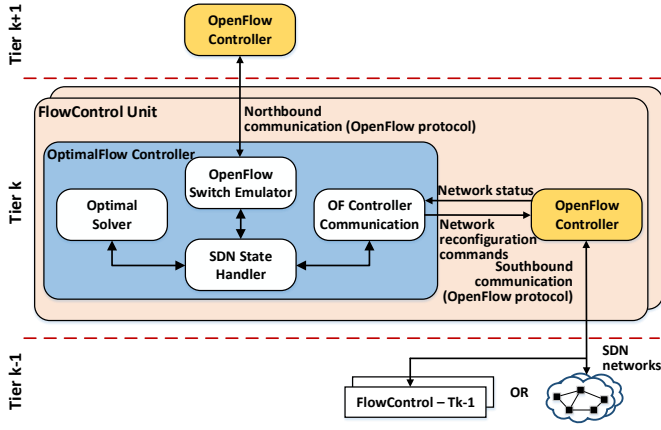 Tier k+1
OpenFlow
Controller
Tier k
FlowControl Unit
Northbound
communication (OpenFlow protocol)
OptimalFlow Controller
OpenFlow
Switch Emulator
Optimal
Solver
OF Controller
Communication
SDN State
Handler
Network status
OpenFlow
Controller
Network
reconfiguration
commands
Southbound
communication
(OpenFlow protocol)
Tier k-1
SDN
networks
FlowControl – Tk-1
OR